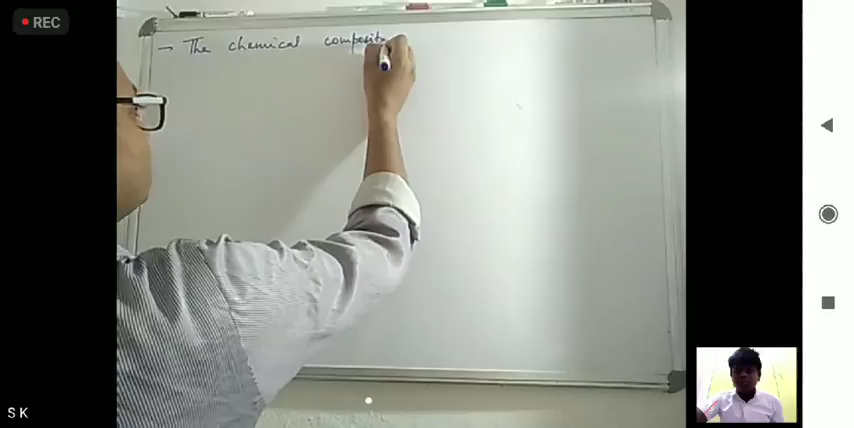 REC
→ The chemical composit
S K